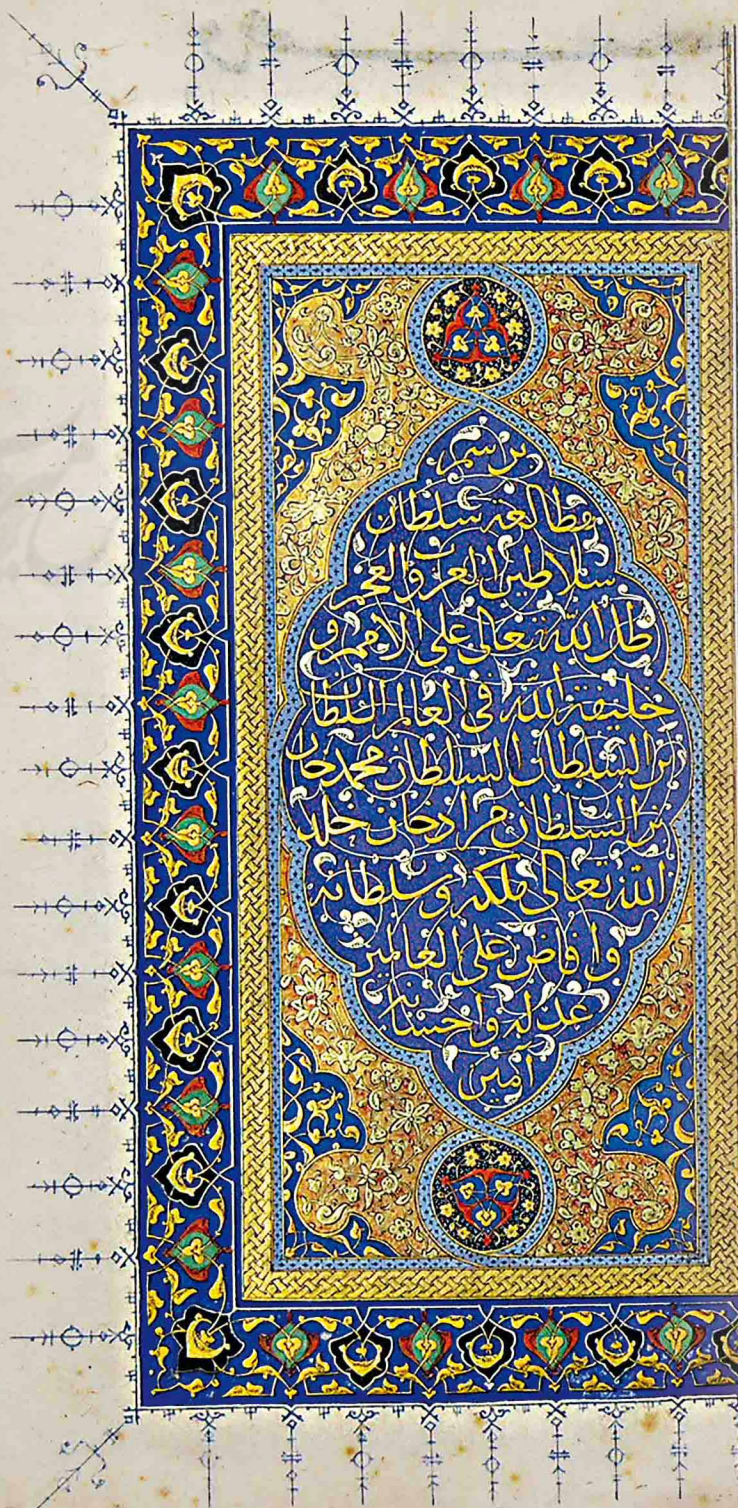 برسم
مطالعة سلطان
سلاطين العرب والعجم
ظل الله تعالى على الامم و
خليفة الله فى العالم السلطان
بن السلطان السلطان محمد خان
بن السلطان مراد خان خلد
الله تعالى ملكه وسلطانه
وافاض على العالمين
عدله واحسانه
آمين